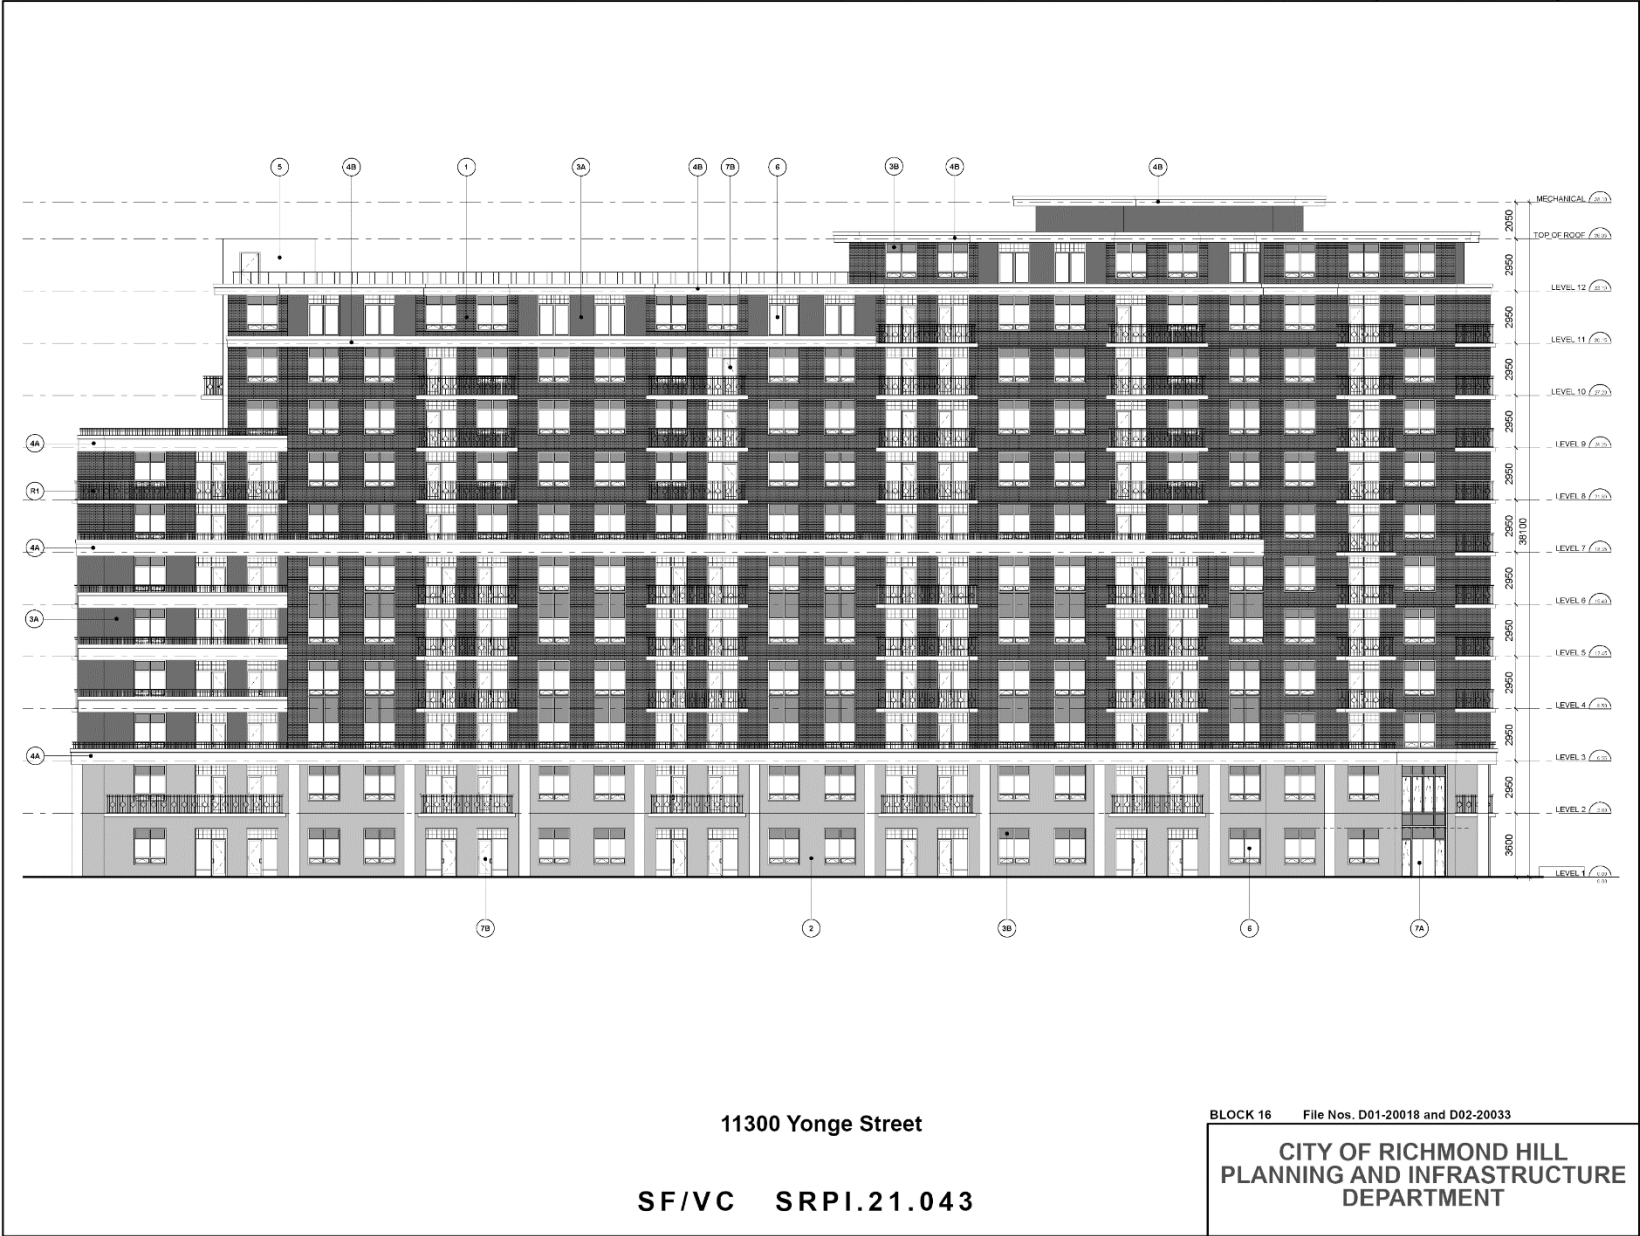 5 4B 1 3A 4B 7B 6 3B 4B 4B
MECHANICAL
2050
TOP OF ROOF
2950
LEVEL 12
2950
LEVEL 11
2950
LEVEL 10
2950
4A
LEVEL 9
2950
R1
LEVEL 8
2950
38100
4A
LEVEL 7
2950
LEVEL 6
3A
2950
LEVEL 5
2950
LEVEL 4
2950
4A
LEVEL 3
2950
LEVEL 2
3600
LEVEL 1
7B 2 3B 6 7A
11300 Yonge Street
SF/VC SRPI.21.043
BLOCK 16 File Nos. D01-20018 and D02-20033
CITY OF RICHMOND HILL
PLANNING AND INFRASTRUCTURE
DEPARTMENT